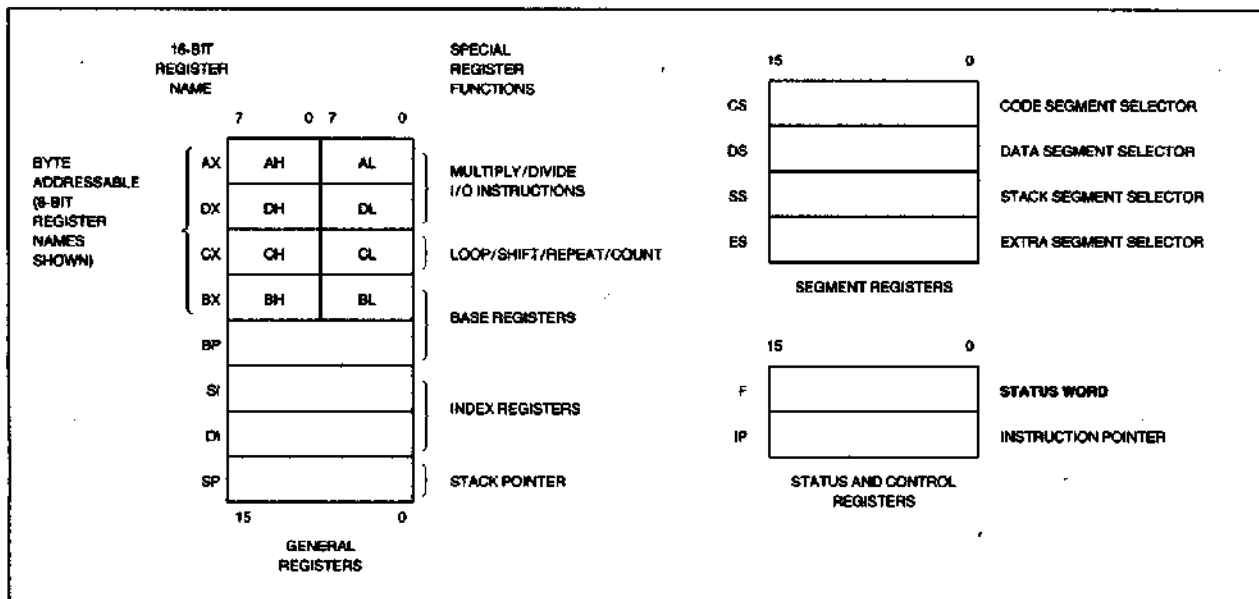 16-BIT
REGISTER
NAME
SPECIAL
REGISTER
FUNCTIONS
7 0 7 0
BYTE
ADDRESSABLE
(8-BIT
REGISTER
NAMES
SHOWN)
AX AH AL
DX DH DL
MULTIPLY/DIVIDE
I/O INSTRUCTIONS
CX CH CL LOOP/SHIFT/REPEAT/COUNT
BX BH BL
BP
BASE REGISTERS
SI
DI
INDEX REGISTERS
SP STACK POINTER
15 0
GENERAL
REGISTERS
15 0
CS CODE SEGMENT SELECTOR
DS DATA SEGMENT SELECTOR
SS STACK SEGMENT SELECTOR
ES EXTRA SEGMENT SELECTOR
SEGMENT REGISTERS
15 0
F STATUS WORD
IP INSTRUCTION POINTER
STATUS AND CONTROL
REGISTERS